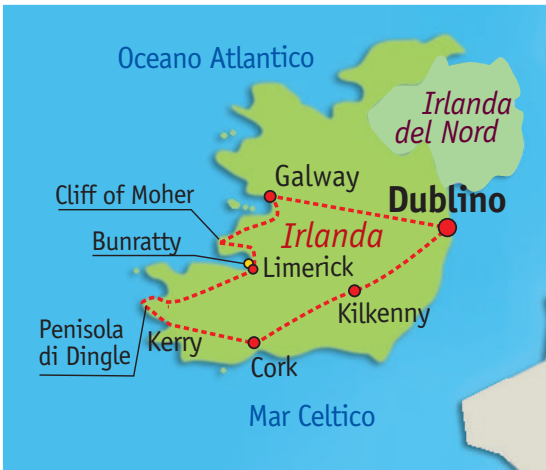 Oceano Atlantico
Irlanda
del Nord
Galway
Cliff of Moher
Dublino
Bunratty
Irlanda
Limerick
Kilkenny
Penisola
di Dingle
Kerry
Cork
Mar Celtico